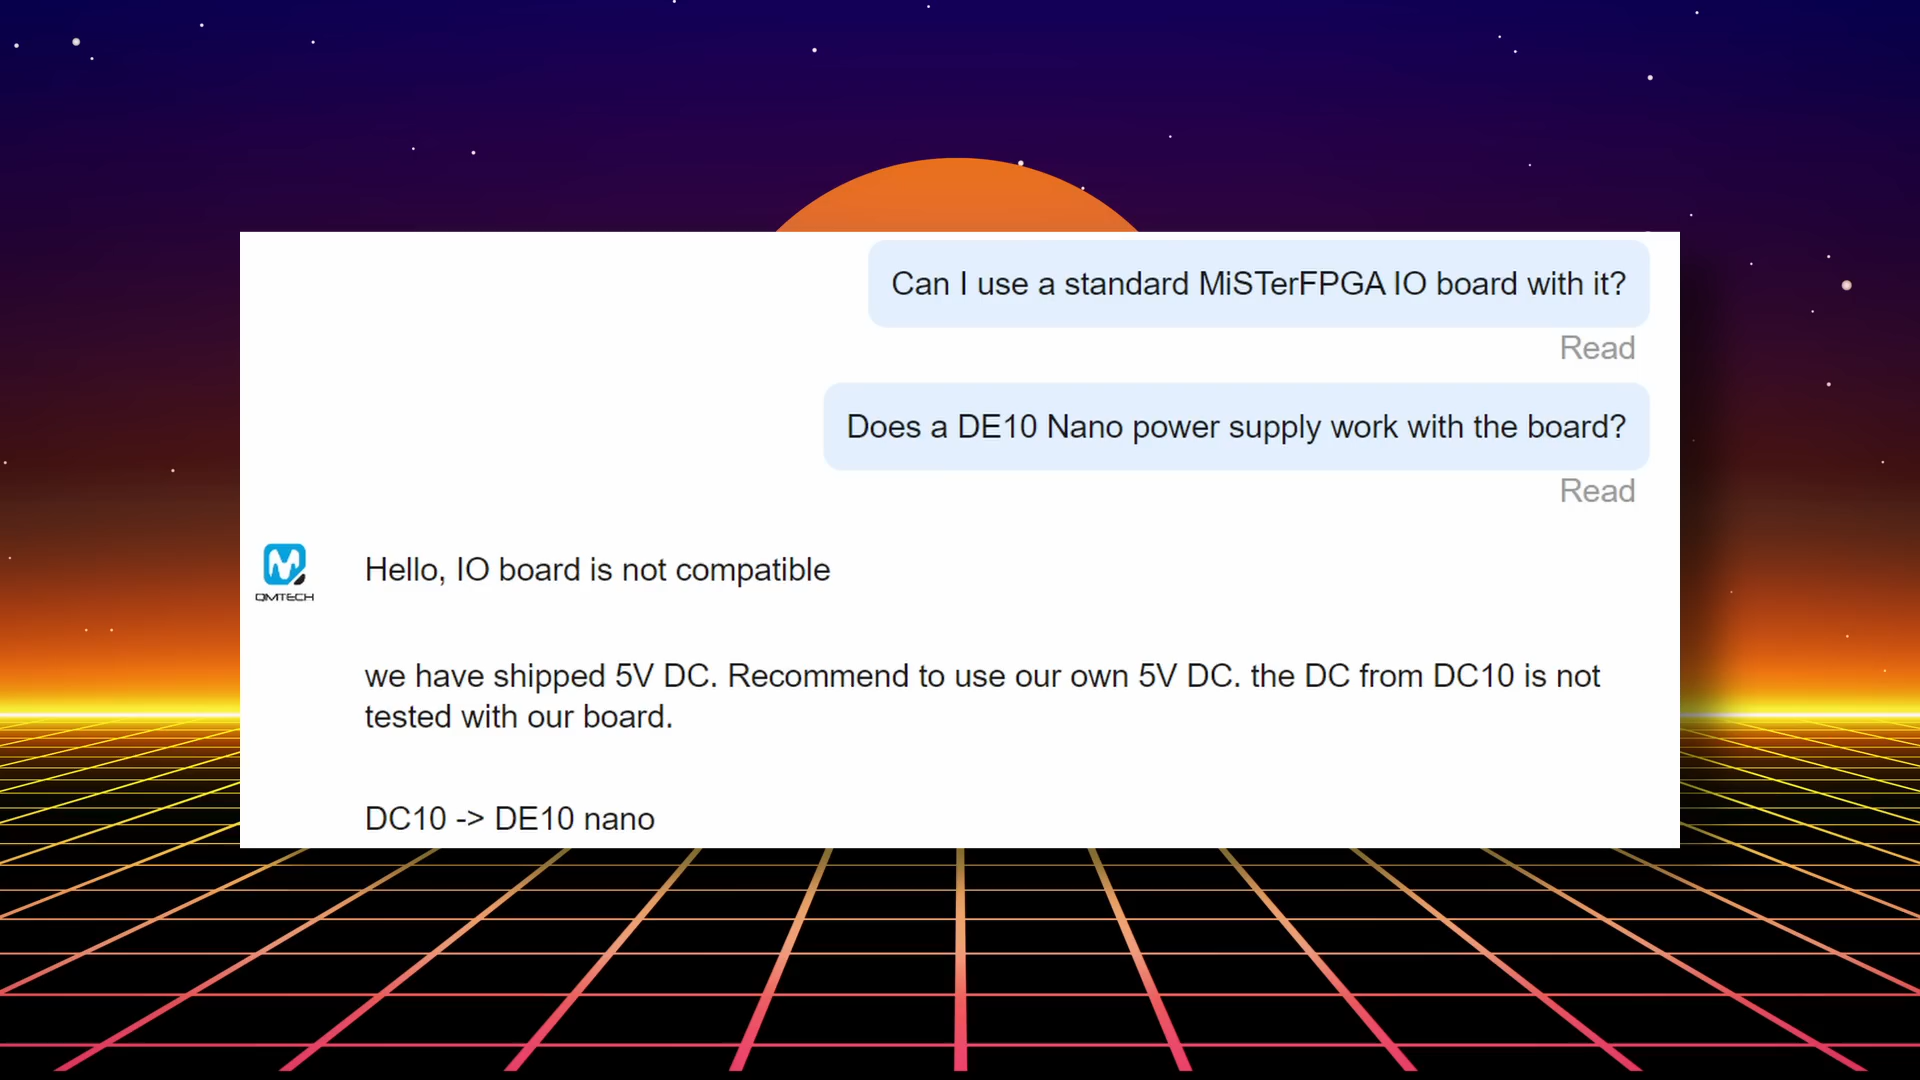 Can I use a standard MiSTerFPGA IO board with it?
Read
Does a DE10 Nano power supply work with the board?
Read
QMTECH
Hello, IO board is not compatible
we have shipped 5V DC. Recommend to use our own 5V DC. the DC from DC10 is not
tested with our board.
DC10 -> DE10 nano